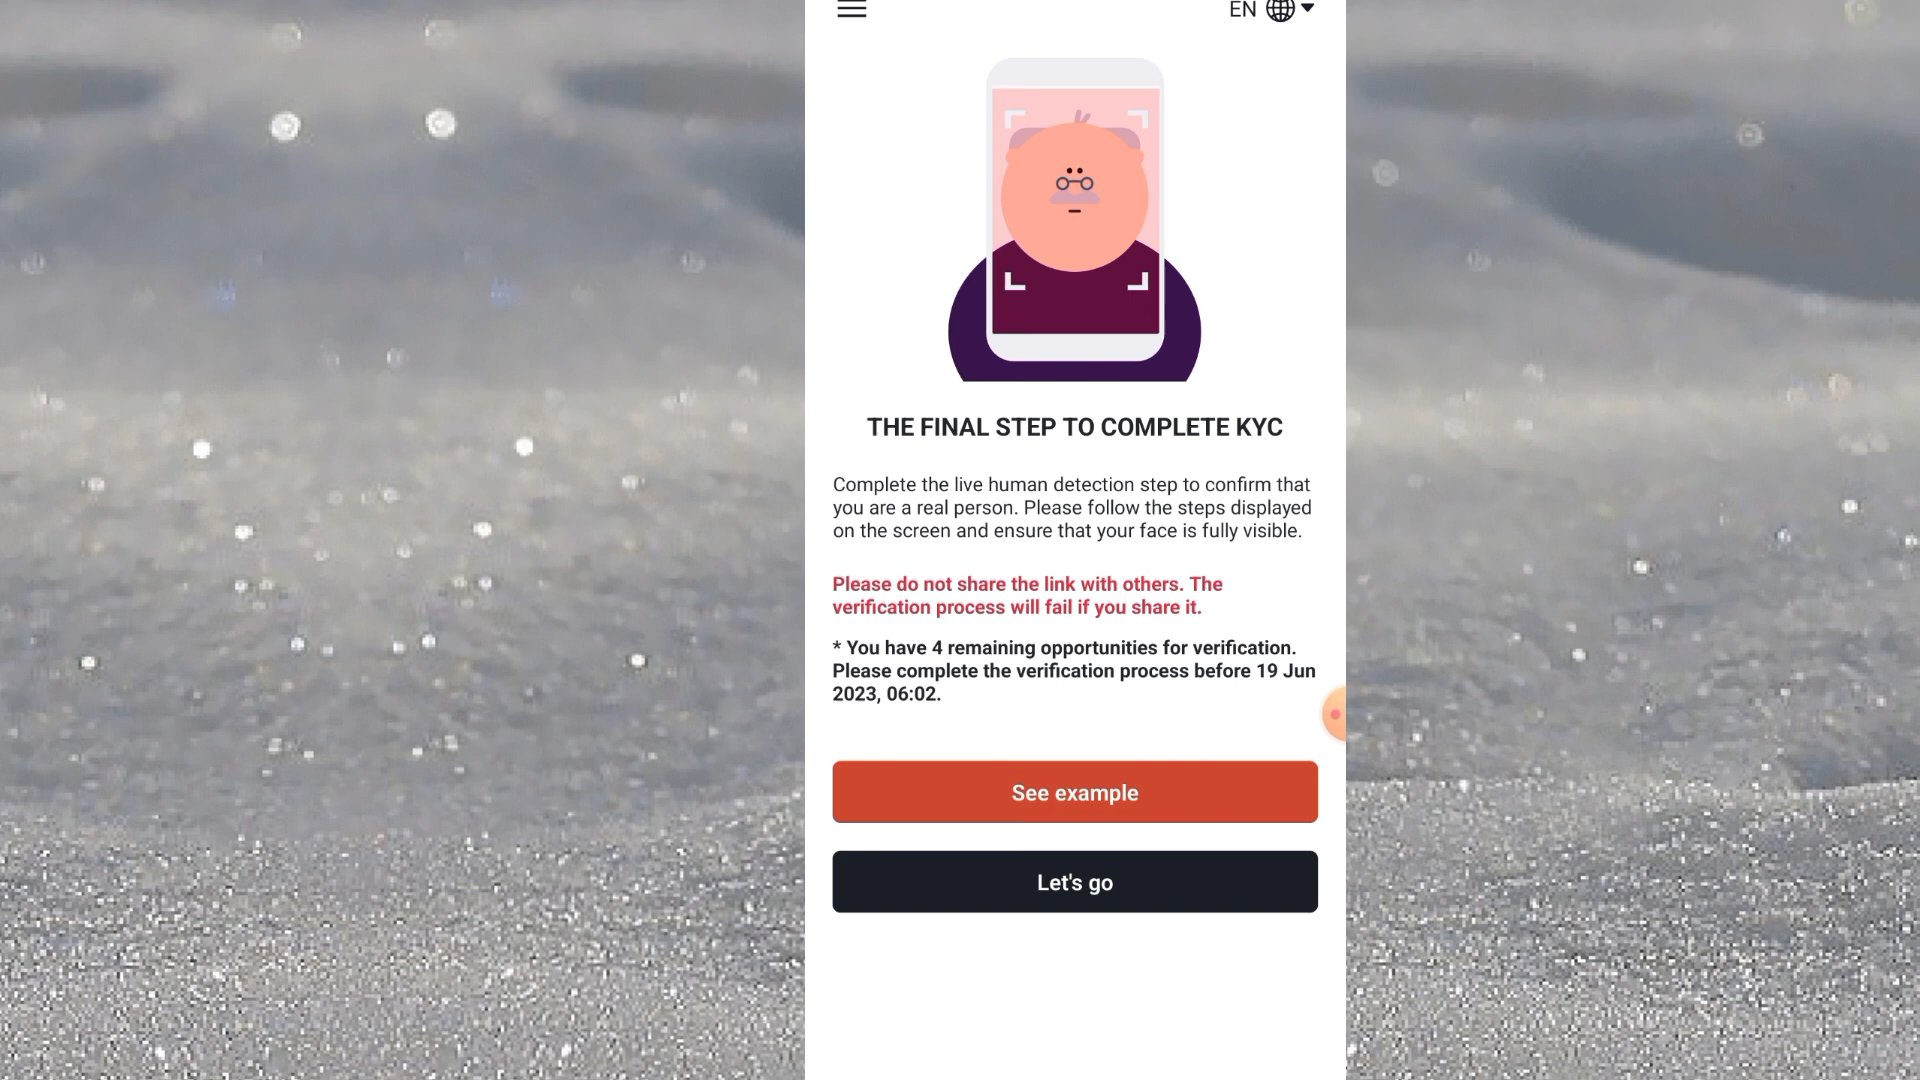 EN
THE FINAL STEP TO COMPLETE KYC
Complete the live human detection step to confirm that
you are a real person. Please follow the steps displayed
on the screen and ensure that your face is fully visible.
Please do not share the link with others. The
verification process will fail if you share it.
* You have 4 remaining opportunities for verification.
Please complete the verification process before 19 Jun
2023, 06:02.
See example
Let's go